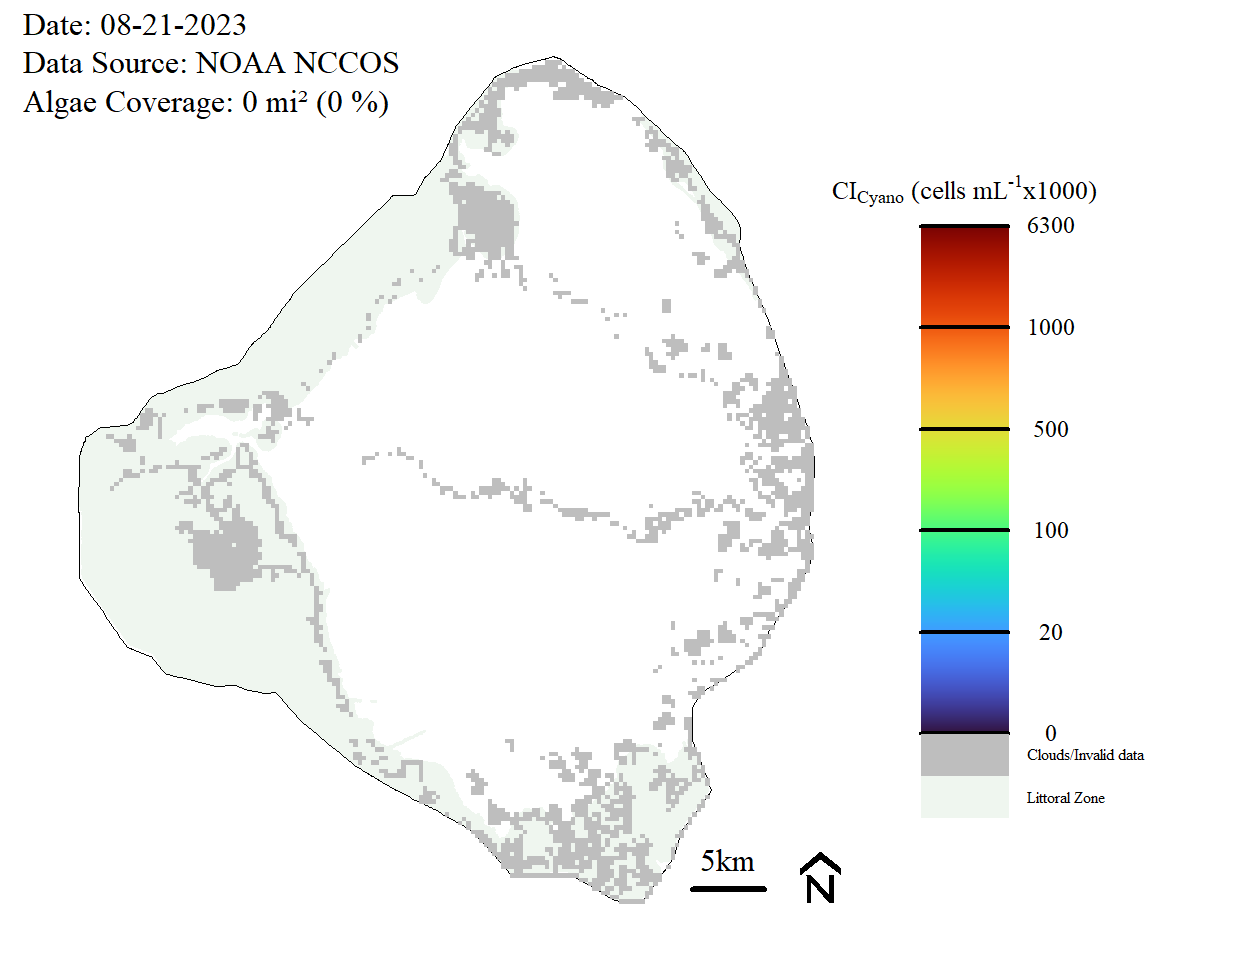 Date: 08-21-2023
Data Source: NOAA NCCOS
Algae Coverage: 0 mi² (0 %)
CICyano (cells mL-1x1000)
6300
1000
500
100
20
0
Clouds/Invalid data
Littoral Zone
5km
N